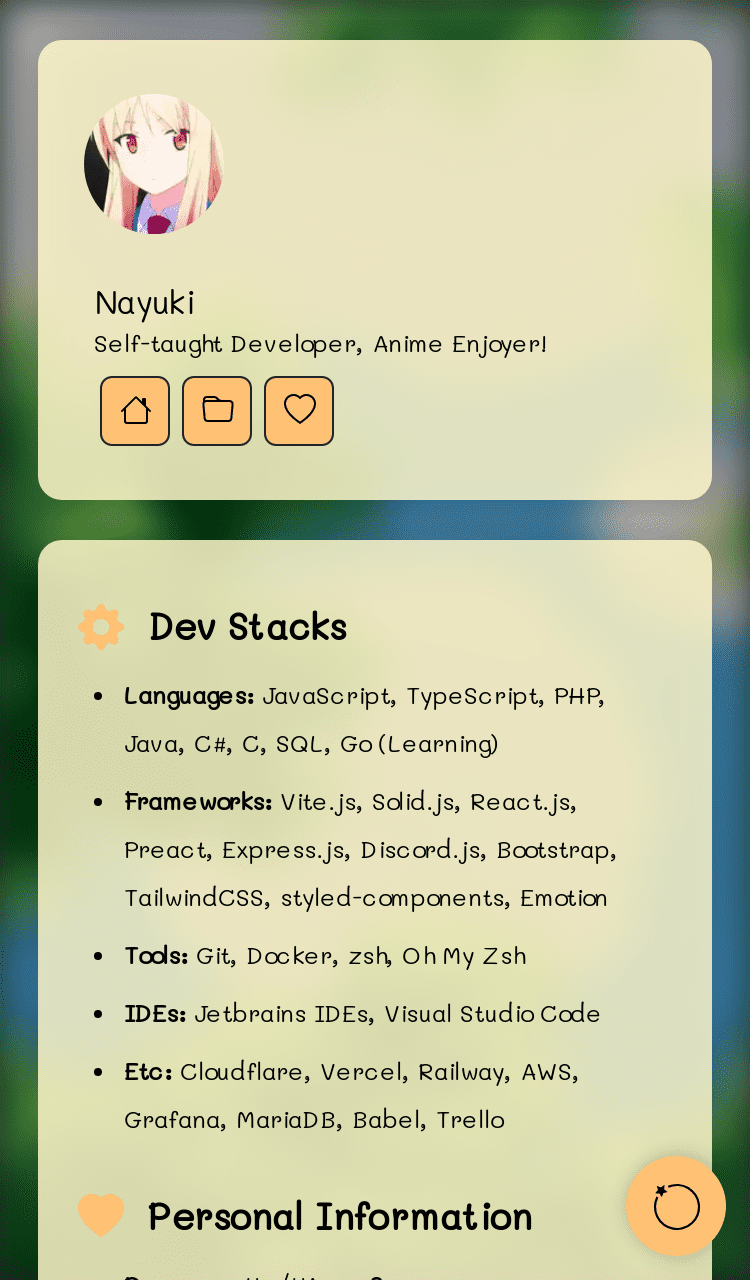 Nayuki
Self-taught Developer, Anime Enjoyer!
Dev Stacks
Languages: JavaScript, TypeScript, PHP,
Java, C#, C, SQL, Go (Learning)
Frameworks: Vite.js, Solid.js, React.js,
Preact, Express.js, Discord.js, Bootstrap,
TailwindCSS, styled-components, Emotion
Tools: Git, Docker, zsh, Oh My Zsh
IDEs: Jetbrains IDEs, Visual Studio Code
Etc: Cloudflare, Vercel, Railway, AWS,
Grafana, MariaDB, Babel, Trello
Personal Information